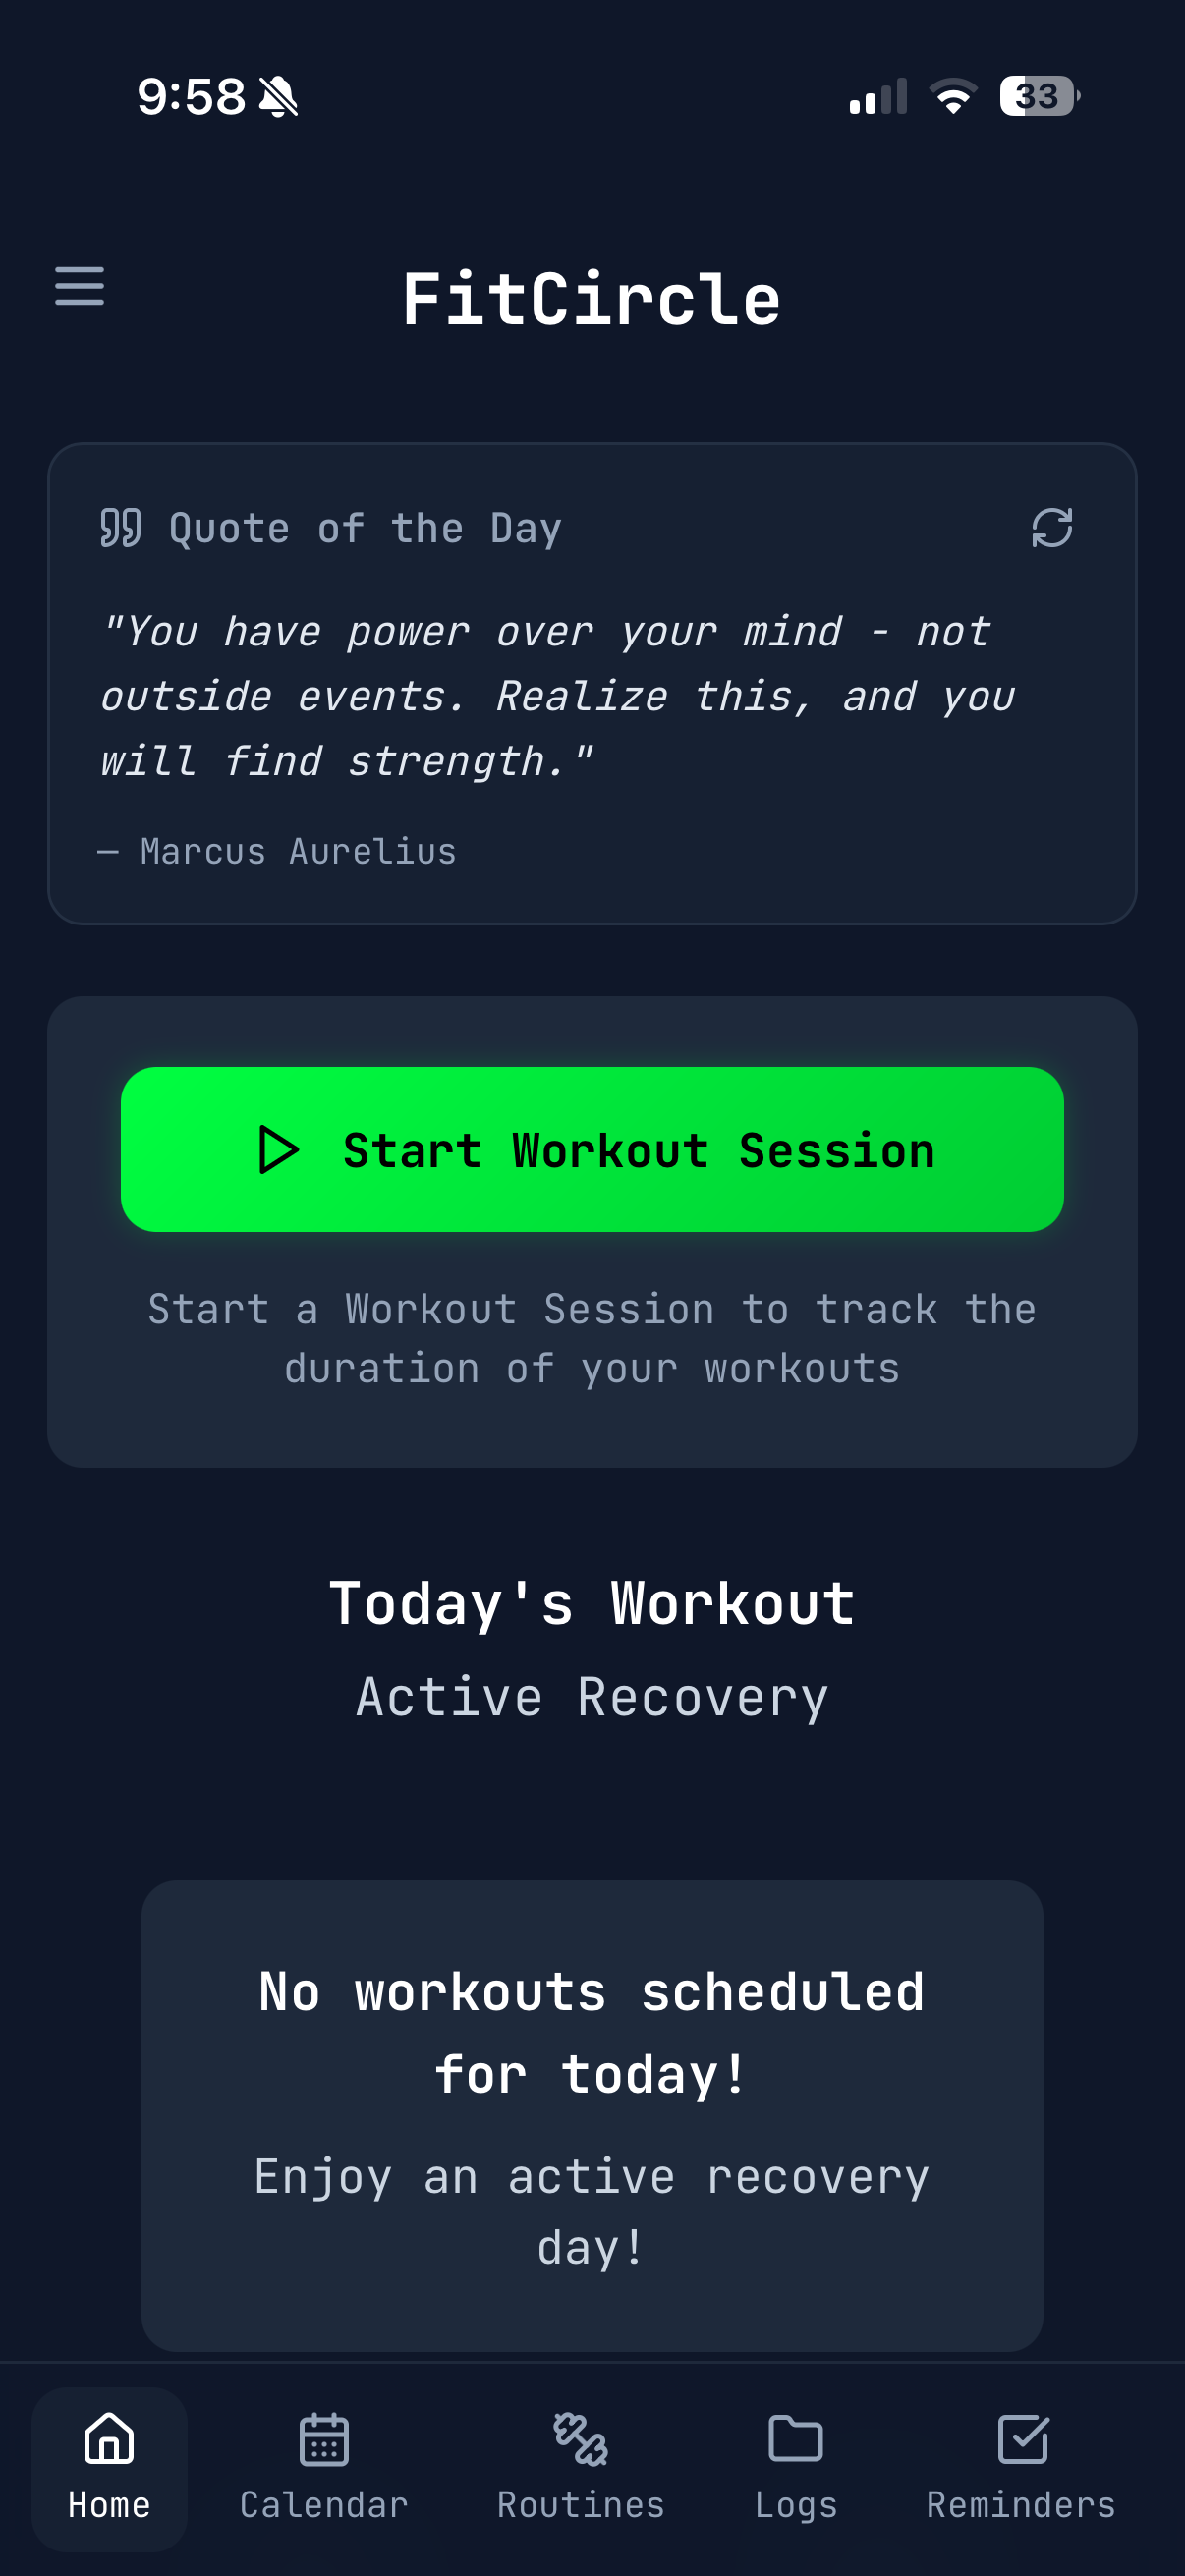 9:58
33
FitCircle
Quote of the Day
"You have power over your mind - not
outside events. Realize this, and you
will find strength."
— Marcus Aurelius
Start Workout Session
Start a Workout Session to track the
duration of your workouts
Today's Workout
Active Recovery
No workouts scheduled
for today!
Enjoy an active recovery
day!
Home Calendar Routines Logs Reminders